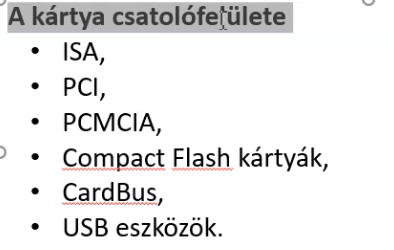 A kártya csatolófelülete
• ISA,
• PCI,
• PCMCIA,
• Compact Flash kártyák,
• CardBus,
• USB eszközök.